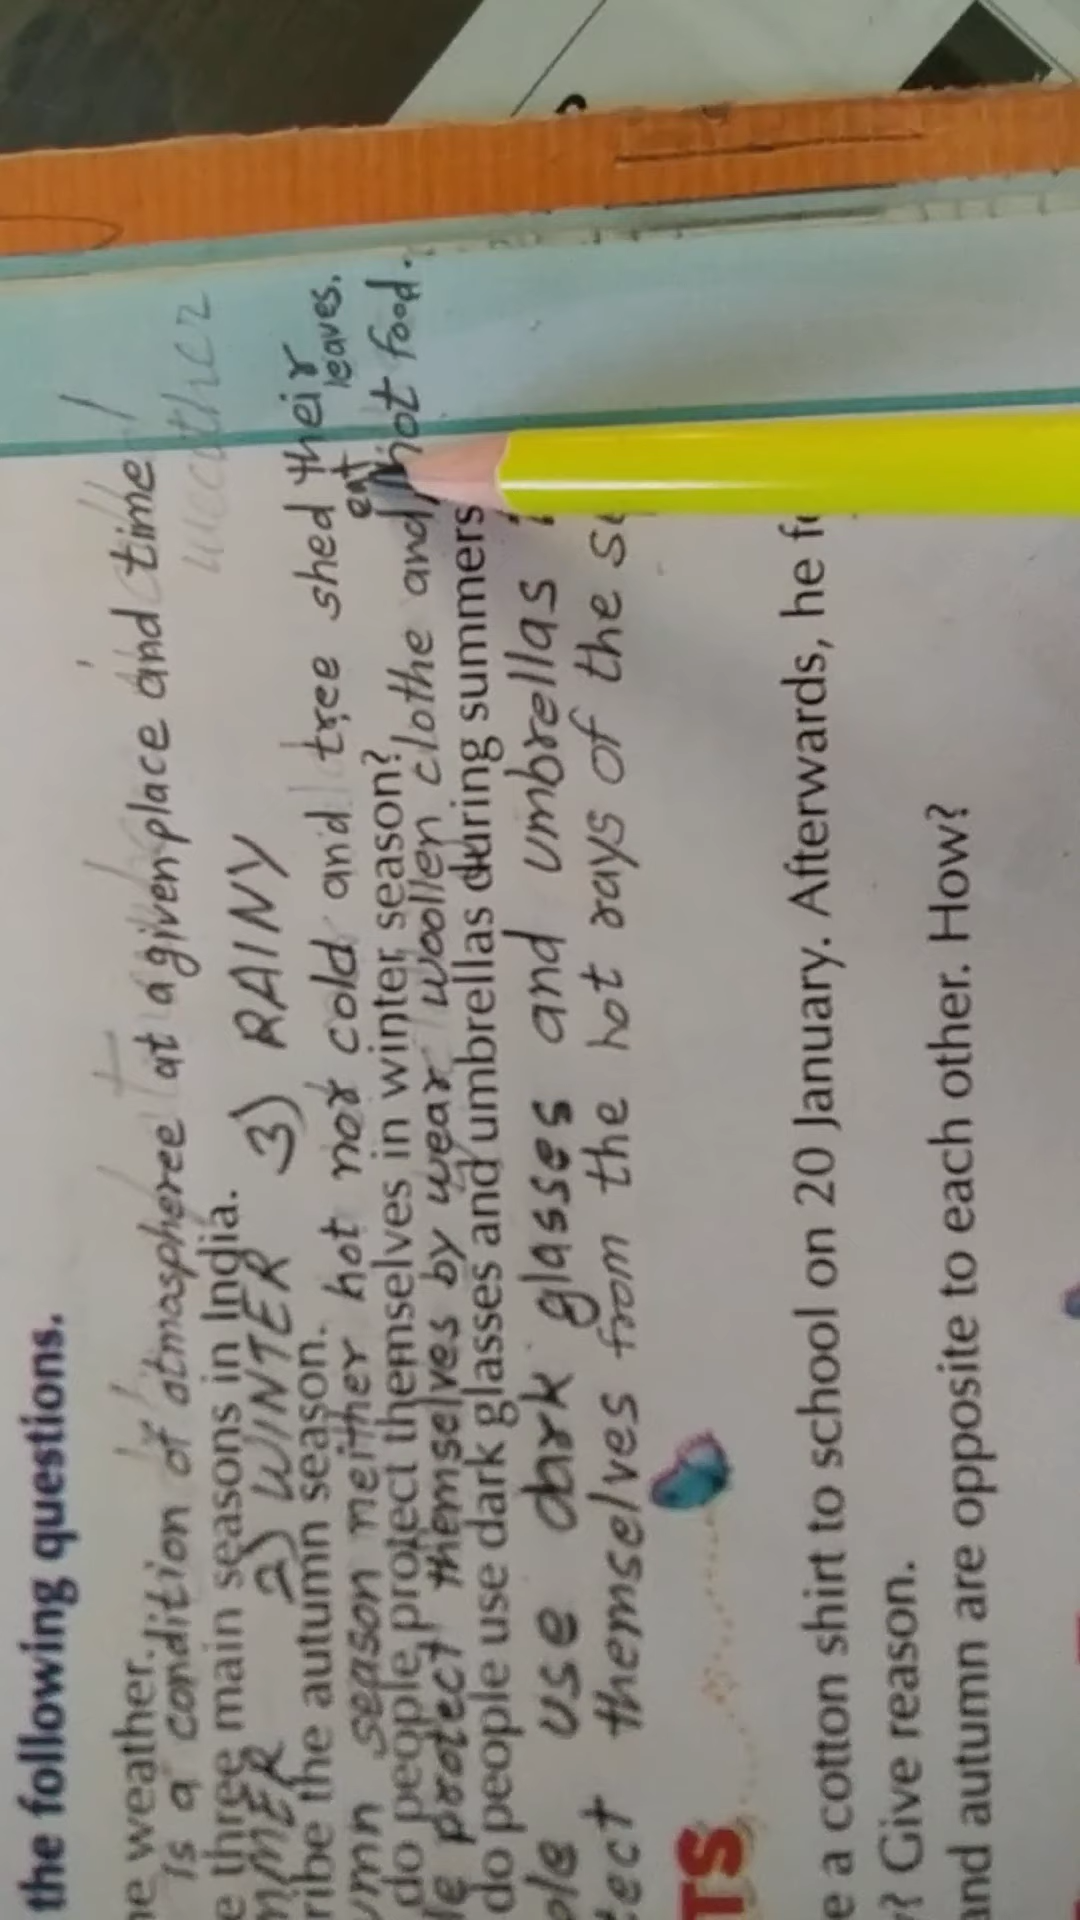 the following questions.
ne weather.
is a condition of atmospheree at a given place and time
weather
e three main seasons in India.
MMER 2) WINTER 3) RAINY
ribe the autumn season.
umn season neither hot nor cold and tree shed their leaves.
do people protect themselves in winter season?
le protect themselves by wear woollen clothe and eat hot food.
do people use dark glasses and umbrellas during summers
ple use dark glasses and umbrellas
tect themselves from the hot rays of the s
TS
e a cotton shirt to school on 20 January. Afterwards, he f
? Give reason.
and autumn are opposite to each other. How?